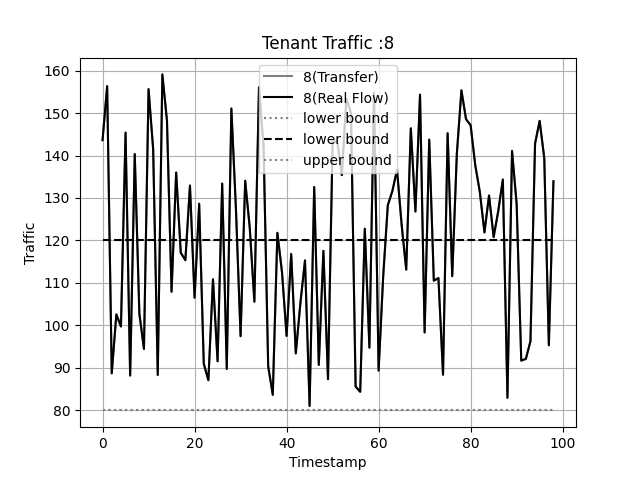 Tenant Traffic :8
8(Transfer)
8(Real Flow)
lower bound
lower bound
upper bound
160
150
140
130
120
110
100
90
80
Traffic
0 20 40 60 80 100
Timestamp